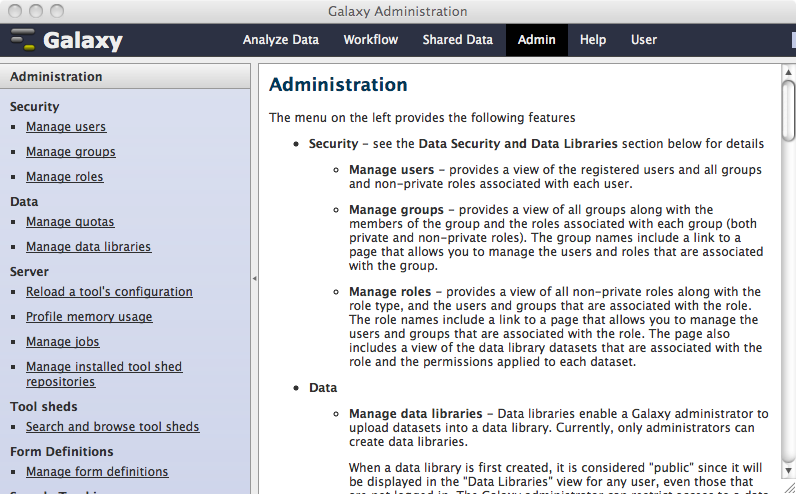 Galaxy Administration
Galaxy
Analyze Data Workflow Shared Data Admin Help User
Administration
Security
Manage users
Manage groups
Manage roles
Data
Manage quotas
Manage data libraries
Server
Reload a tool's configuration
Profile memory usage
Manage jobs
Manage installed tool shed
repositories
Tool sheds
Search and browse tool sheds
Form Definitions
Manage form definitions
Administration
The menu on the left provides the following features
• Security - see the Data Security and Data Libraries section below for details
Manage users - provides a view of the registered users and all groups
and non-private roles associated with each user.
Manage groups - provides a view of all groups along with the
members of the group and the roles associated with each group (both
private and non-private roles). The group names include a link to a
page that allows you to manage the users and roles that are associated
with the group.
Manage roles - provides a view of all non-private roles along with the
role type, and the users and groups that are associated with the role.
The role names include a link to a page that allows you to manage the
users and groups that are associated with the role. The page also
includes a view of the data library datasets that are associated with the
role and the permissions applied to each dataset.
• Data
Manage data libraries - Data libraries enable a Galaxy administrator to
upload datasets into a data library. Currently, only administrators can
create data libraries.
When a data library is first created, it is considered "public" since it will
be displayed in the "Data Libraries" view for any user, even those that
are not logged in. The Galaxy administrator can restrict access to a data